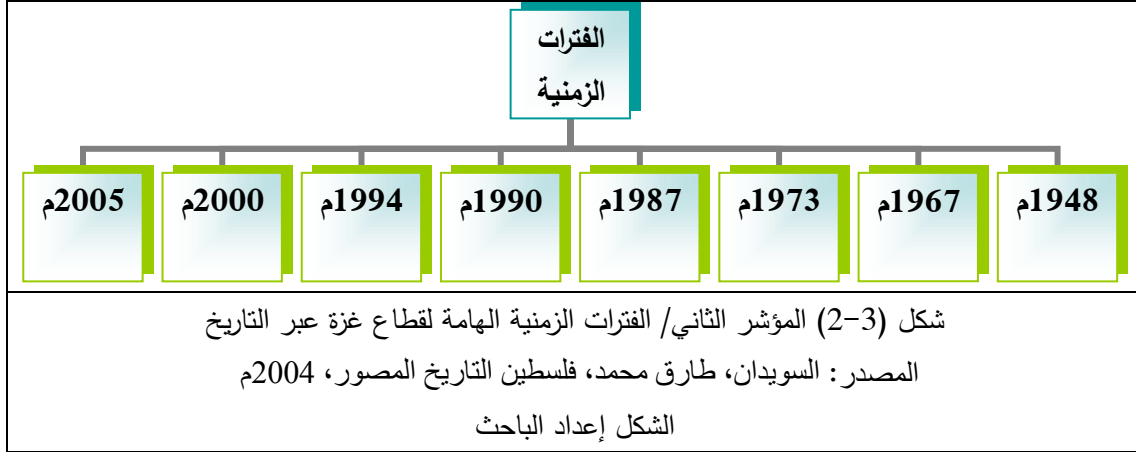 الفترات
الزمنية
1948م
1967م
1973م
1987م
1990م
1994م
2000م
2005م
شكل (3-2) المؤشر الثاني/ الفترات الزمنية الهامة لقطاع غزة عبر التاريخ
المصدر: السويدان، طارق محمد، فلسطين التاريخ المصور، 2004م
الشكل إعداد الباحث